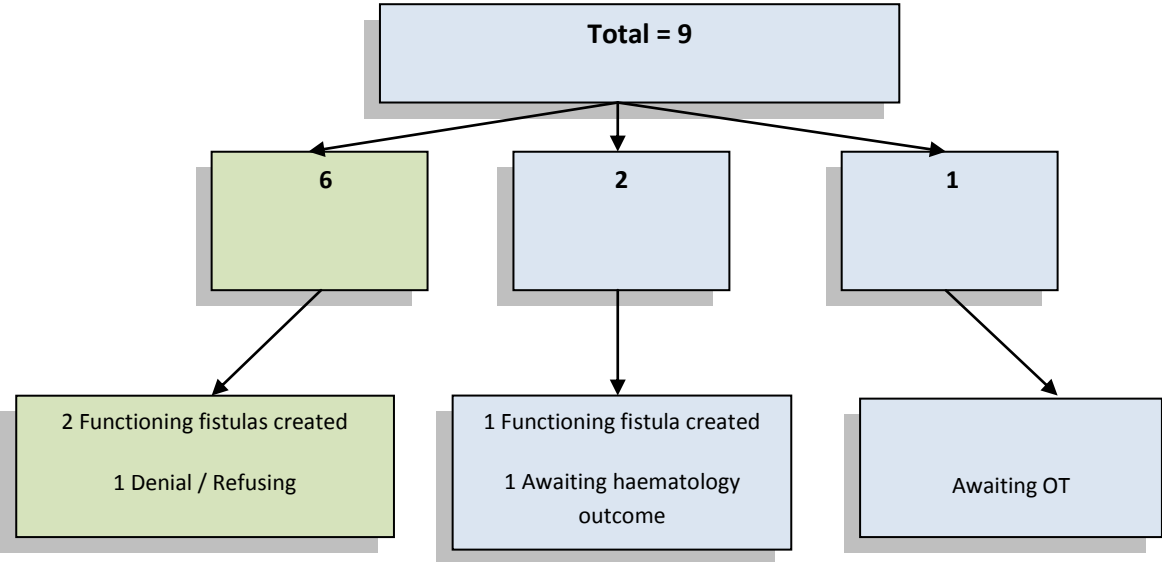 Total = 9
6
2
1
2 Functioning fistulas created
1 Denial / Refusing
1 Functioning fistula created
1 Awaiting haematology
outcome
Awaiting OT